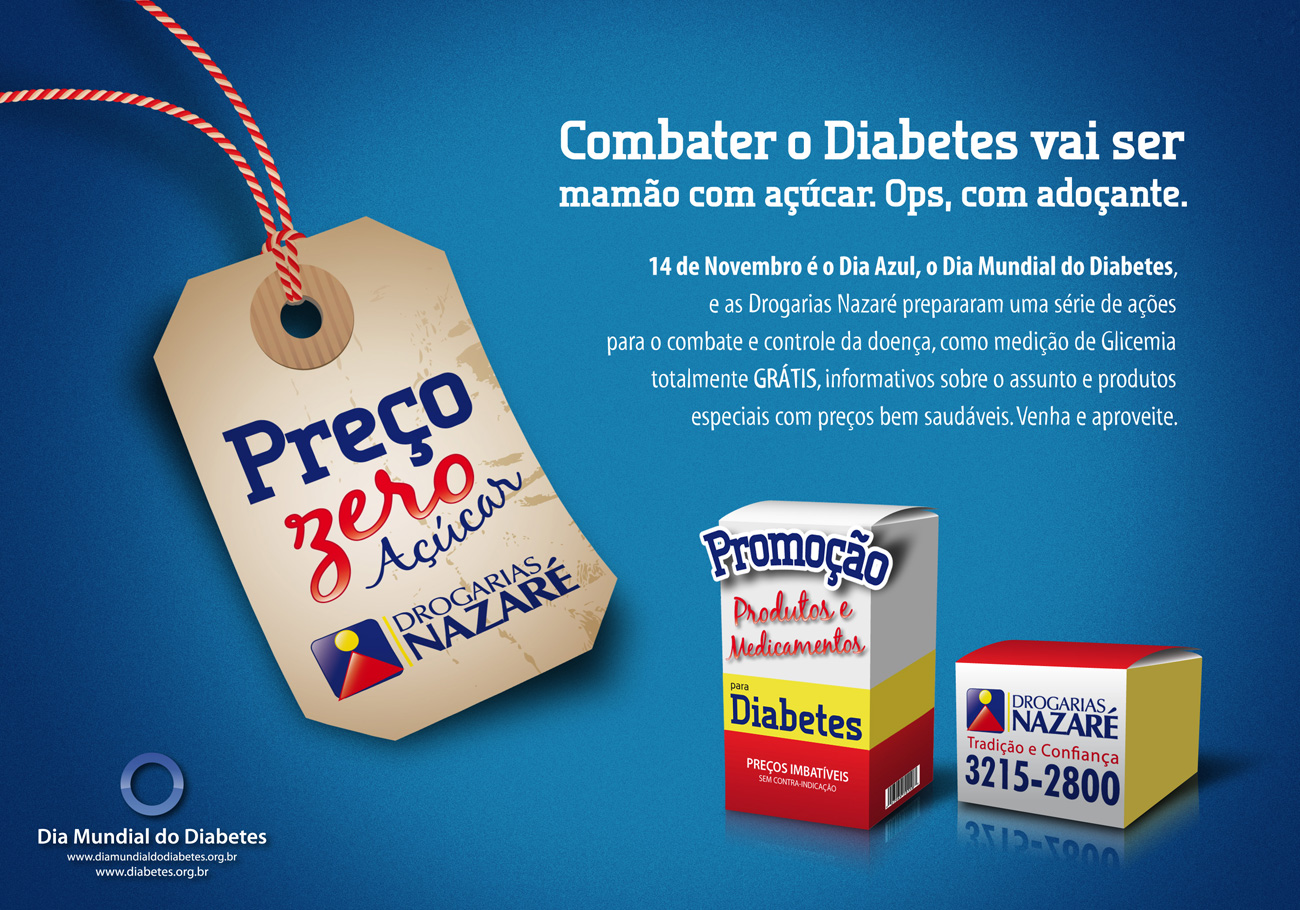 Combater o Diabetes vai ser
mamão com açúcar. Ops, com adoçante.
14 de Novembro é o Dia Azul, o Dia Mundial do Diabetes,
e as Drogarias Nazaré prepararam uma série de ações
para o combate e controle da doença, como medição de Glicemia
totalmente GRÁTIS, informativos sobre o assunto e produtos
especiais com preços bem saudáveis. Venha e aproveite.
Preço
zero
Açúcar
DROGARIAS
NAZARÉ
Promoção
Produtos e
Medicamentos
para
Diabetes
PREÇOS IMBATÍVEIS
SEM CONTRA-INDICAÇÃO
DROGARIAS
NAZARÉ
Tradição e Confiança
3215-2800
Dia Mundial do Diabetes
www.diamundialdodiabetes.org.br
www.diabetes.org.br